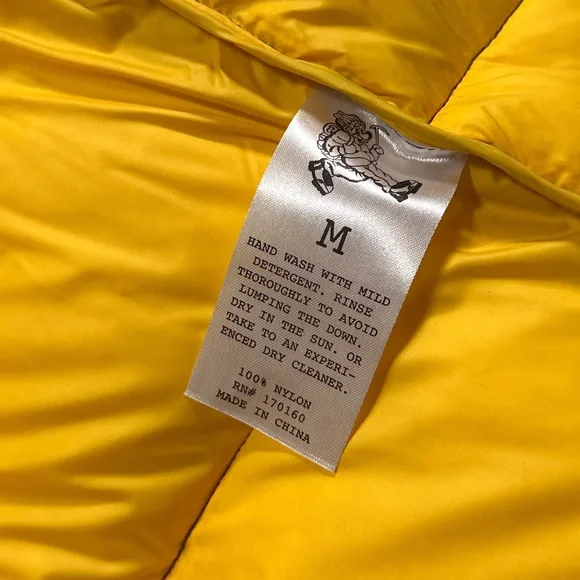 M
HAND WASH WITH MILD
DETERGENT. RINSE
THOROUGHLY TO AVOID
LUMPING THE DOWN.
DRY IN THE SUN. OR
TAKE TO AN EXPERI-
ENCED DRY CLEANER.
100% NYLON
RN# 170160
MADE IN CHINA